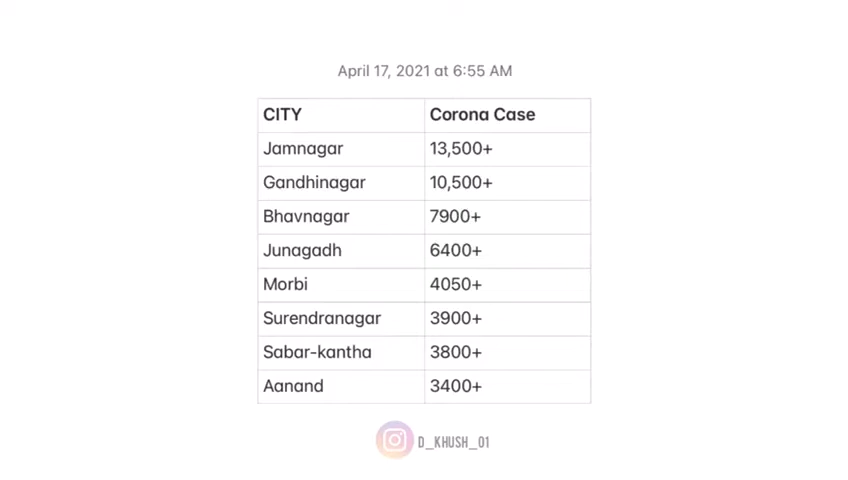 April 17, 2021 at 6:55 AM
CITY Corona Case
Jamnagar 13,500+
Gandhinagar 10,500+
Bhavnagar 7900+
Junagadh 6400+
Morbi 4050+
Surendranagar 3900+
Sabar-kantha 3800+
Aanand 3400+
D_KHUSH_01